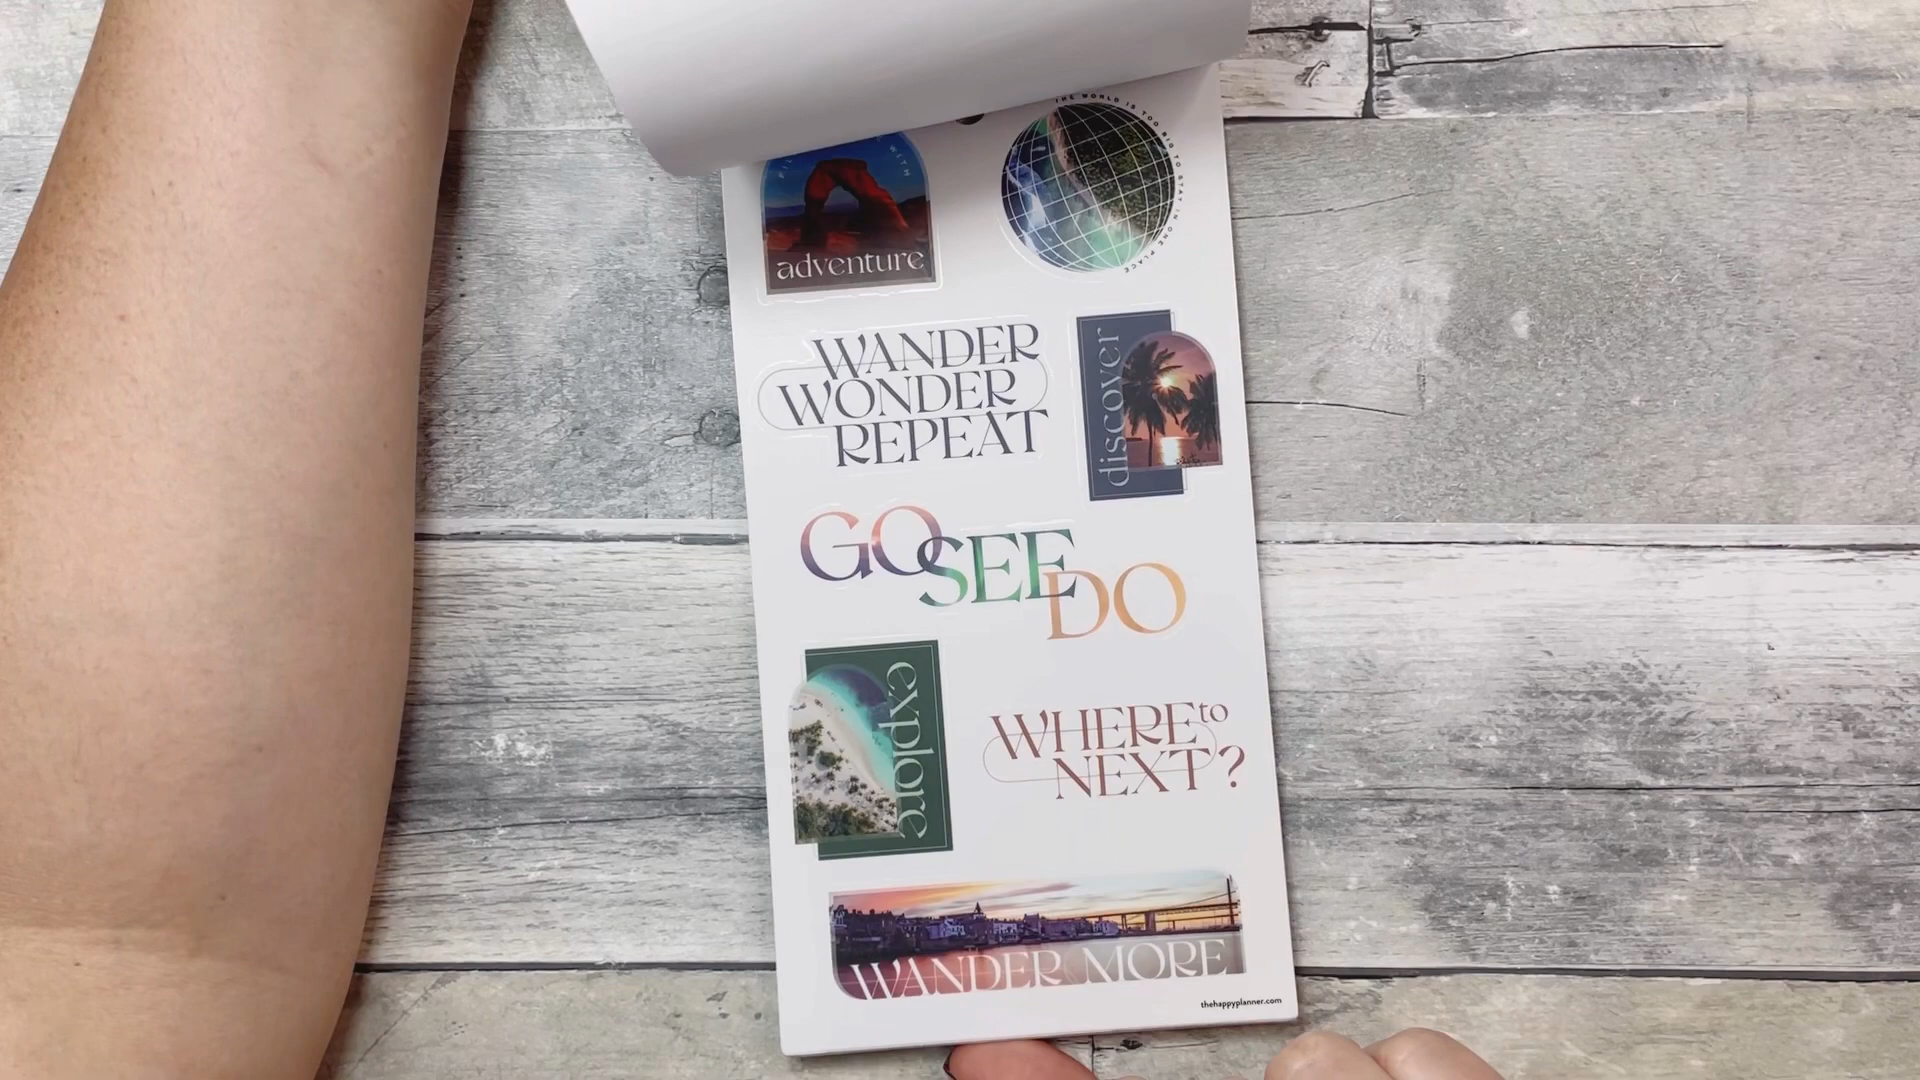 WITH
adventure
THE WORLD IS TOO BIG TO STAY IN ONE PLACE
WANDER
WONDER
REPEAT
discover
GO
SEE
DO
explore
WHERE to
NEXT?
WANDER MORE
thehappyplanner.com